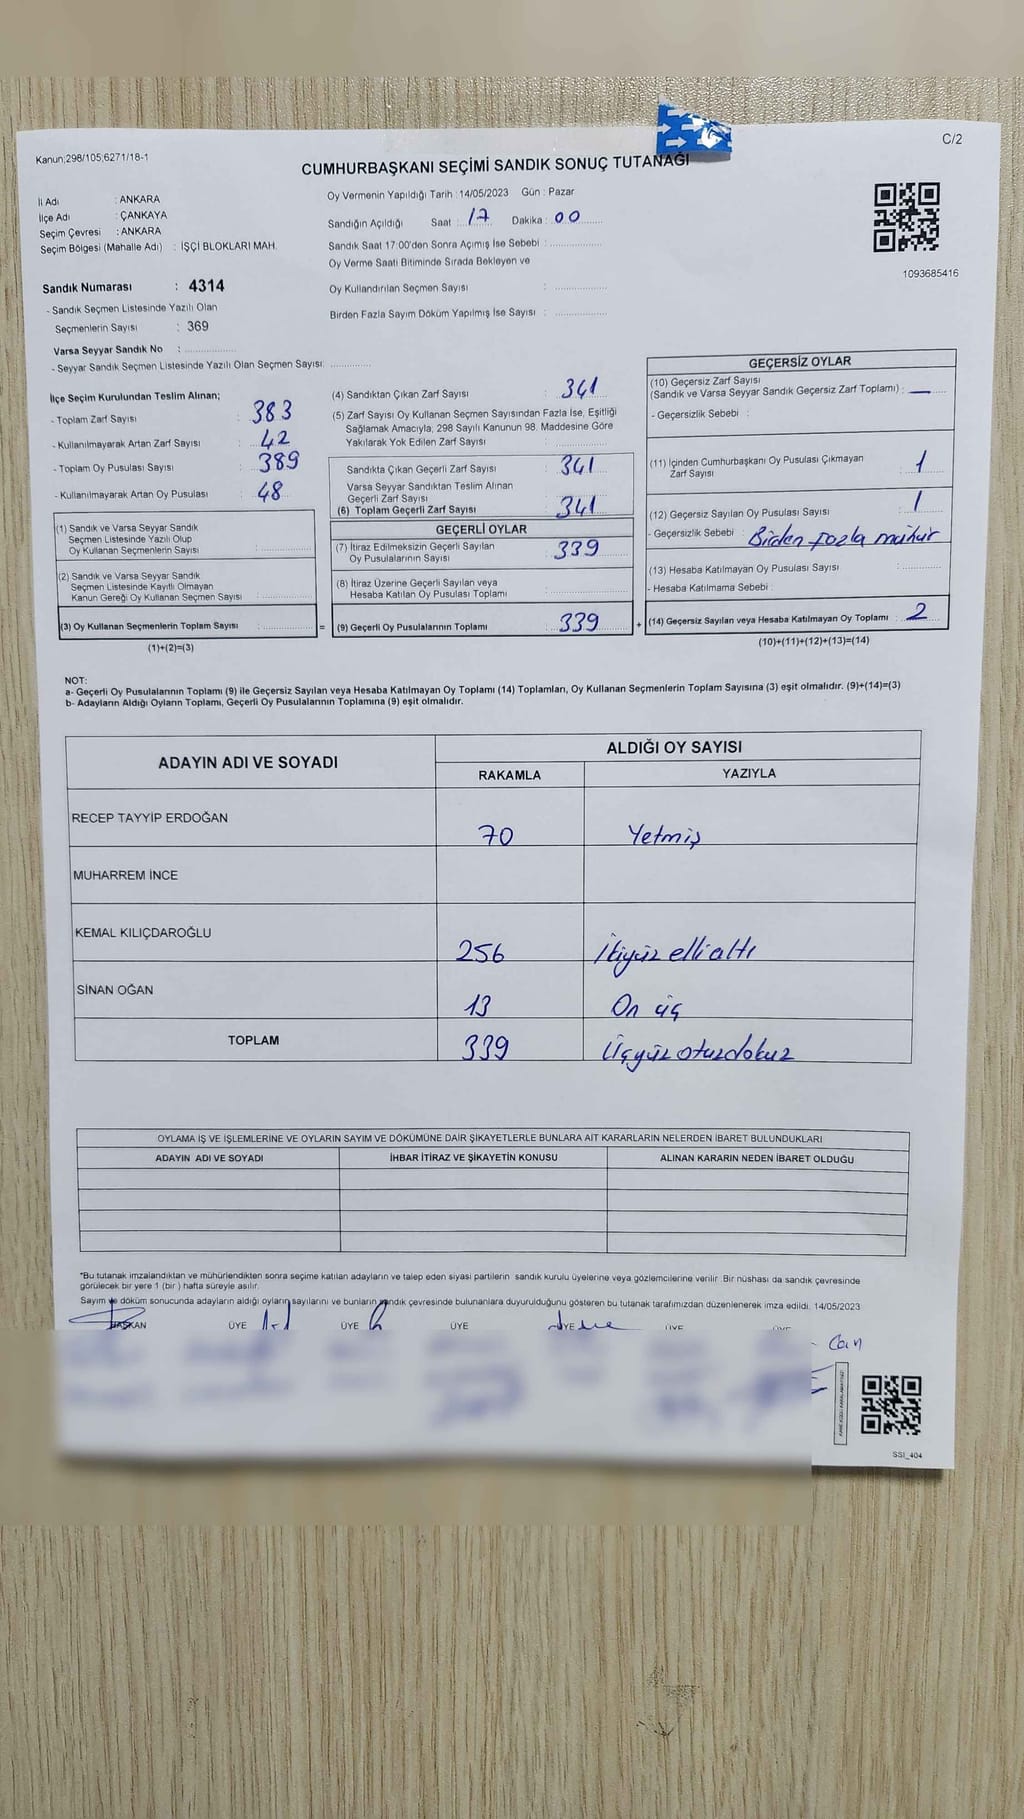 C/2
Kanun;298/105;6271/18-1
CUMHURBAŞKANI SEÇİMİ SANDIK SONUÇ TUTANAĞI
İl Adı : ANKARA
İlçe Adı : ÇANKAYA
Seçim Çevresi : ANKARA
Seçim Bölgesi (Mahalle Adı) : İŞÇİ BLOKLARI MAH.
Oy Vermenin Yapıldığı Tarih : 14/05/2023 Gün : Pazar
Sandığın Açıldığı Saat : 17 Dakika : 00
Sandık Saat 17:00'den Sonra Açımış İse Sebebi :
Oy Verme Saati Bitiminde Sırada Bekleyen ve
Oy Kullandırılan Seçmen Sayısı :
Birden Fazla Sayım Döküm Yapılmış İse Sayısı :
1093685416
Sandık Numarası : 4314
- Sandık Seçmen Listesinde Yazılı Olan
Seçmenlerin Sayısı : 369
Varsa Seyyar Sandık No :
- Seyyar Sandık Seçmen Listesinde Yazılı Olan Seçmen Sayısı:
İlçe Seçim Kurulundan Teslim Alınan;
- Toplam Zarf Sayısı : 383
- Kullanılmayarak Artan Zarf Sayısı : 42
- Toplam Oy Pusulası Sayısı : 389
- Kullanılmayarak Artan Oy Pusulası : 48
(1) Sandık ve Varsa Seyyar Sandık
Seçmen Listesinde Yazılı Olup
Oy Kullanan Seçmenlerin Sayısı :
(2) Sandık ve Varsa Seyyar Sandık
Seçmen Listesinde Kayıtlı Olmayan
Kanun Gereği Oy Kullanan Seçmen Sayısı :
(3) Oy Kullanan Seçmenlerin Toplam Sayısı :
(1)+(2)=(3)
(4) Sandıktan Çıkan Zarf Sayısı : 341
(5) Zarf Sayısı Oy Kullanan Seçmen Sayısından Fazla İse, Eşitliği
Sağlamak Amacıyla, 298 Sayılı Kanunun 98. Maddesine Göre
Yakılarak Yok Edilen Zarf Sayısı :
Sandıkta Çıkan Geçerli Zarf Sayısı : 341
Varsa Seyyar Sandıktan Teslim Alınan
Geçerli Zarf Sayısı :
(6) Toplam Geçerli Zarf Sayısı : 341
GEÇERLİ OYLAR
(7) İtiraz Edilmeksizin Geçerli Sayılan
Oy Pusulalarının Sayısı : 339
(8) İtiraz Üzerine Geçerli Sayılan veya
Hesaba Katılan Oy Pusulası Toplamı :
= (9) Geçerli Oy Pusulalarının Toplamı : 339
GEÇERSİZ OYLAR
(10) Geçersiz Zarf Sayısı
(Sandık ve Varsa Seyyar Sandık Geçersiz Zarf Toplamı) : —
- Geçersizlik Sebebi :
(11) İçinden Cumhurbaşkanı Oy Pusulası Çıkmayan
Zarf Sayısı : 1
(12) Geçersiz Sayılan Oy Pusulası Sayısı : 1
- Geçersizlik Sebebi : Birden fazla mühür
(13) Hesaba Katılmayan Oy Pusulası Sayısı :
- Hesaba Katılmama Sebebi :
+ (14) Geçersiz Sayılan veya Hesaba Katılmayan Oy Toplamı : 2
(10)+(11)+(12)+(13)=(14)
NOT:
a- Geçerli Oy Pusulalarının Toplamı (9) ile Geçersiz Sayılan veya Hesaba Katılmayan Oy Toplamı (14) Toplamları, Oy Kullanan Seçmenlerin Toplam Sayısına (3) eşit olmalıdır. (9)+(14)=(3)
b- Adayların Aldığı Oyların Toplamı, Geçerli Oy Pusulalarının Toplamına (9) eşit olmalıdır.
ADAYIN ADI VE SOYADI ALDIĞI OY SAYISI
RAKAMLA YAZIYLA
RECEP TAYYİP ERDOĞAN 70 Yetmiş
MUHARREM İNCE
KEMAL KILIÇDAROĞLU 256 İkiyüz elli altı
SİNAN OĞAN 13 On üç
TOPLAM 339 Üçyüz otuzdokuz
OYLAMA İŞ VE İŞLEMLERİNE VE OYLARIN SAYIM VE DÖKÜMÜNE DAİR ŞİKAYETLERLE BUNLARA AİT KARARLARIN NELERDEN İBARET BULUNDUKLARI
ADAYIN ADI VE SOYADI İHBAR İTİRAZ VE ŞİKAYETİN KONUSU ALINAN KARARIN NEDEN İBARET OLDUĞU
*Bu tutanak imzalandıktan ve mühürlendikten sonra seçime katılan adayların ve talep eden siyasi partilerin sandık kurulu üyelerine veya gözlemcilerine verilir. Bir nüshası da sandık çevresinde
görülecek bir yere 1 (bir) hafta süreyle asılır.
Sayım ve döküm sonucunda adayların aldığı oyların sayılarını ve bunların sandık çevresinde bulunanlara duyurulduğunu gösteren bu tutanak tarafımızdan düzenlenerek imza edildi. 14/05/2023
BAŞKAN ÜYE ÜYE ÜYE ÜYE ÜYE ÜYE
Can
SSI_404